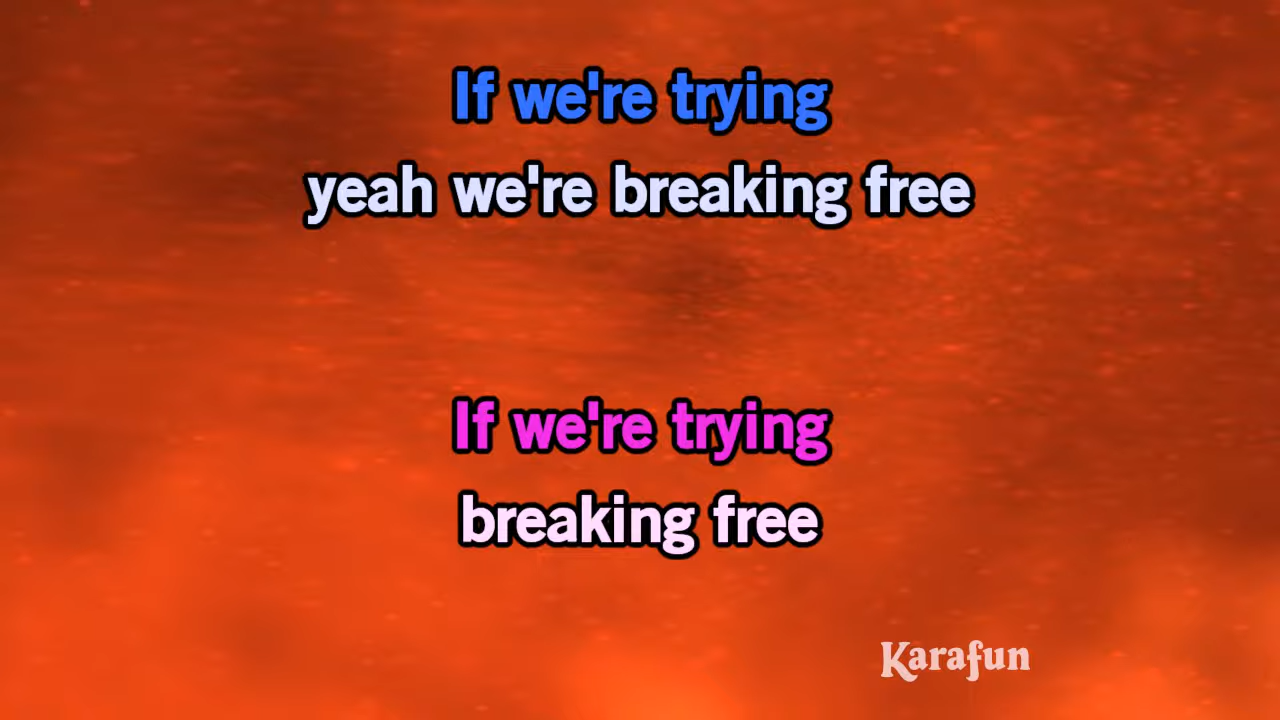 If we're trying
yeah we're breaking free
If we're trying
breaking free
Karafun